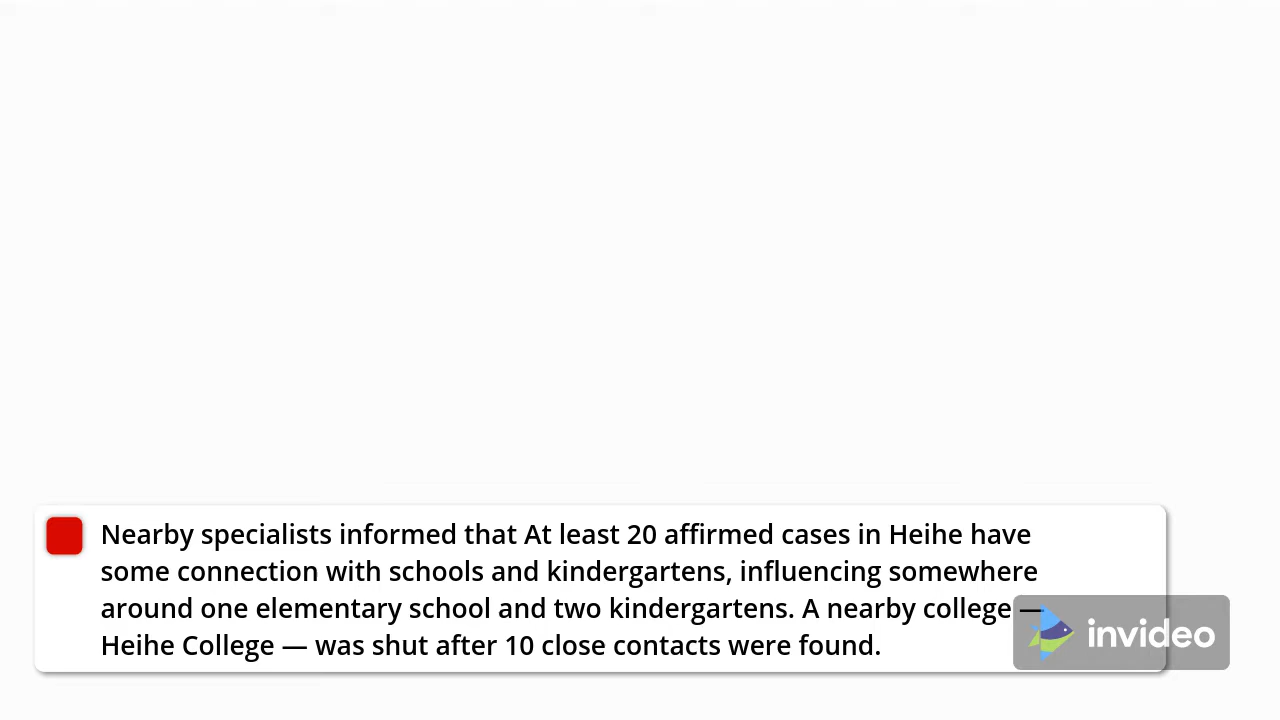 Nearby specialists informed that At least 20 affirmed cases in Heihe have
some connection with schools and kindergartens, influencing somewhere
around one elementary school and two kindergartens. A nearby college —
Heihe College — was shut after 10 close contacts were found.
invideo